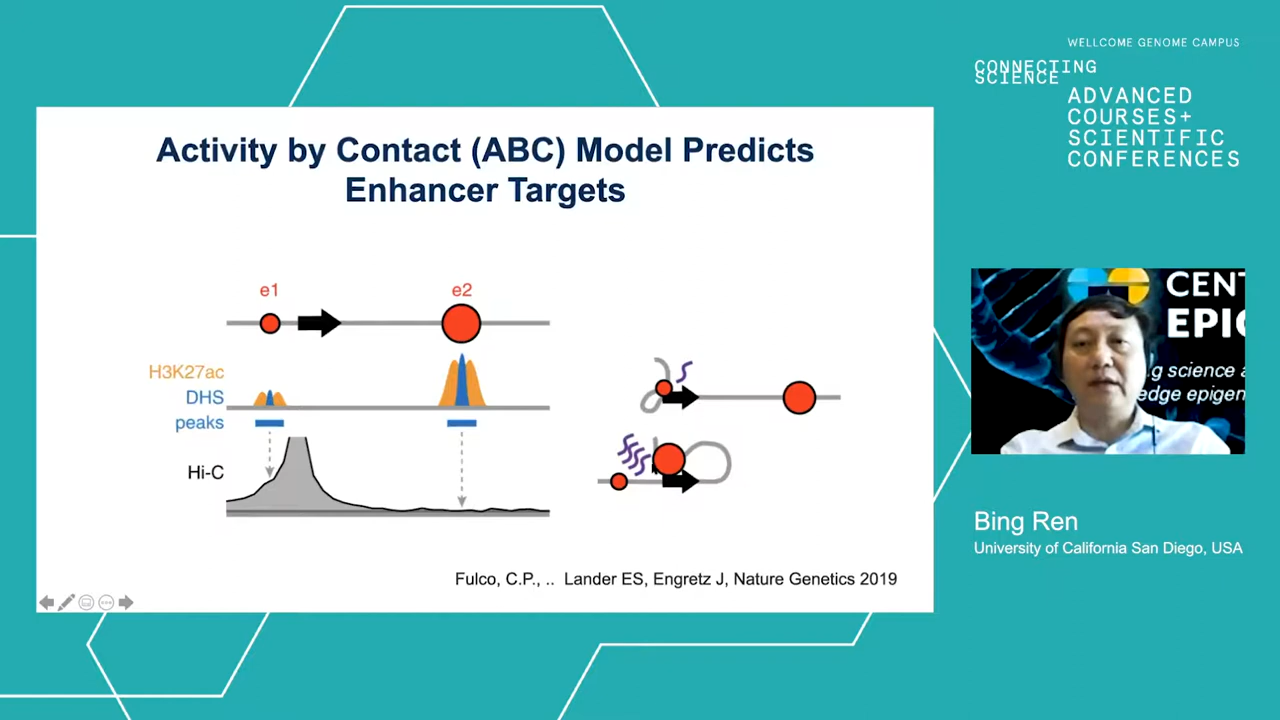 WELLCOME GENOME CAMPUS
CONNECTING
SCIENCE
ADVANCED
COURSES+
SCIENTIFIC
CONFERENCES
Activity by Contact (ABC) Model Predicts
Enhancer Targets
e1
e2
H3K27ac
DHS
peaks
Hi-C
Fulco, C.P., .. Lander ES, Engretz J, Nature Genetics 2019
CENT
EPIG
g science a
edge epigen
Bing Ren
University of California San Diego, USA